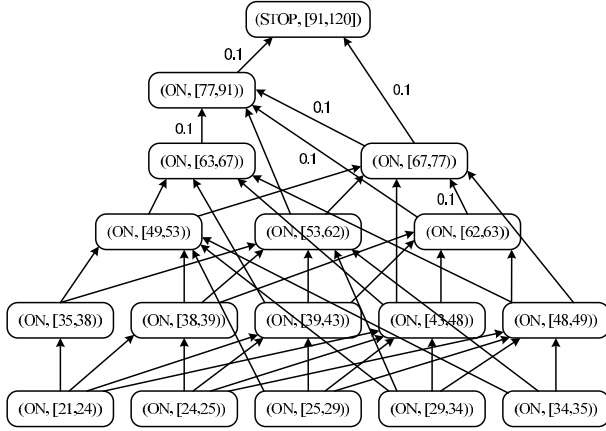 (STOP, [91,120])
0.1
(ON, [77,91))
0.1
0.1
0.1
(ON, [63,67))
0.1
(ON, [67,77))
0.1
(ON, [49,53))
(ON, [53,62))
(ON, [62,63))
(ON, [35,38))
(ON, [38,39))
(ON, [39,43))
(ON, [43,48))
(ON, [48,49))
(ON, [21,24))
(ON, [24,25))
(ON, [25,29))
(ON, [29,34))
(ON, [34,35))